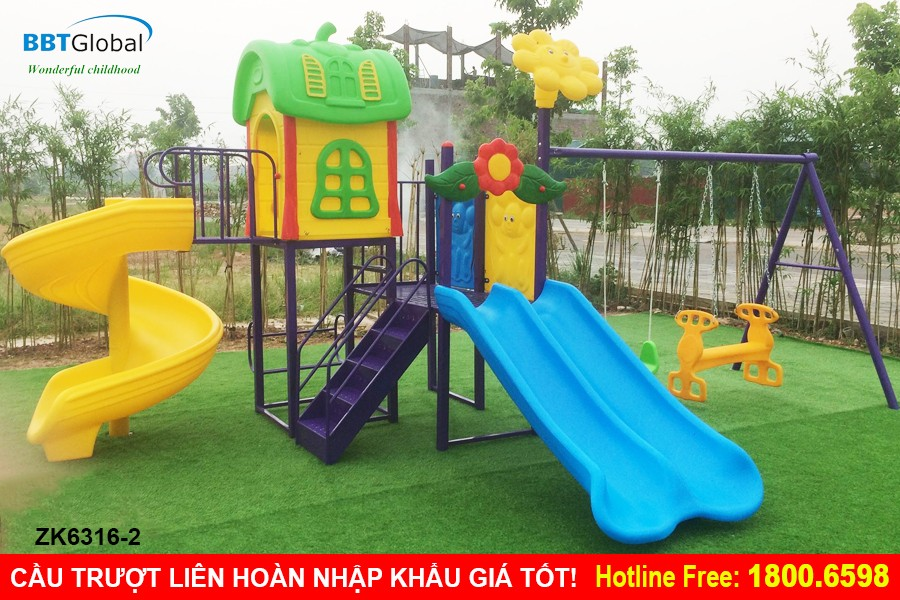 BBTGlobal
Wonderful childhood
ZK6316-2
CẦU TRƯỢT LIÊN HOÀN NHẬP KHẨU GIÁ TỐT! Hotline Free: 1800.6598